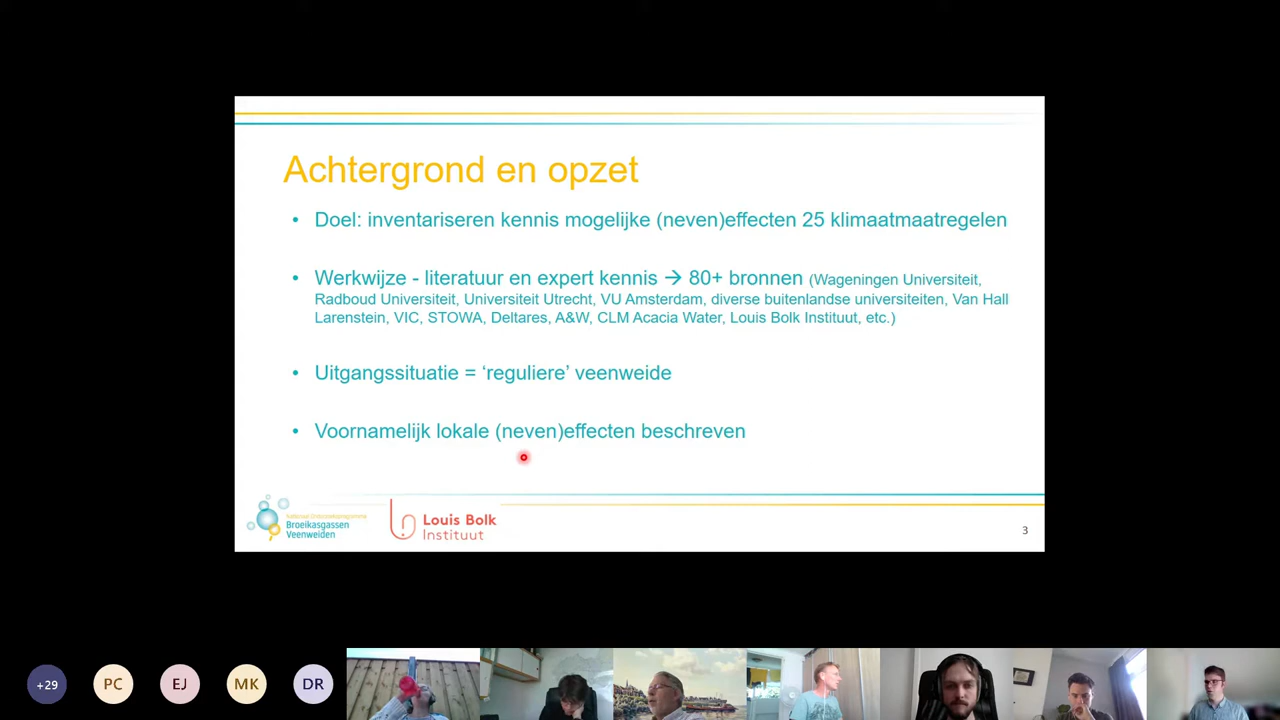 Achtergrond en opzet
• Doel: inventariseren kennis mogelijke (neven)effecten 25 klimaatmaatregelen
• Werkwijze - literatuur en expert kennis → 80+ bronnen (Wageningen Universiteit,
Radboud Universiteit, Universiteit Utrecht, VU Amsterdam, diverse buitenlandse universiteiten, Van Hall
Larenstein, VIC, STOWA, Deltares, A&W, CLM Acacia Water, Louis Bolk Instituut, etc.)
• Uitgangssituatie = ‘reguliere’ veenweide
• Voornamelijk lokale (neven)effecten beschreven
Nationaal Onderzoeksprogramma
Broeikasgassen
Veenweiden
Louis Bolk
Instituut
3
+29
PC
EJ
MK
DR